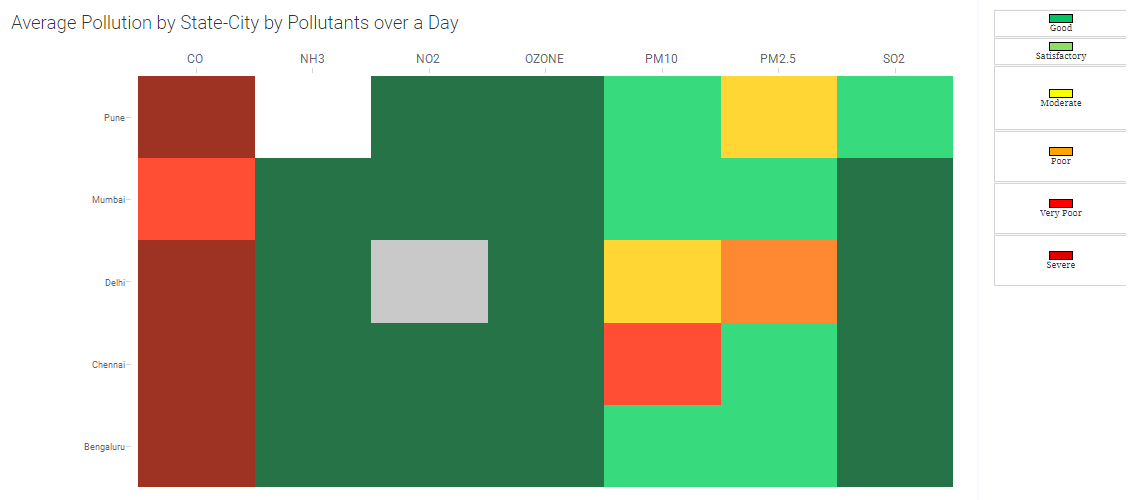 Average Pollution by State-City by Pollutants over a Day
CO NH3 NO2 OZONE PM10 PM2.5 SO2
Pune
Mumbai
Delhi
Chennai
Bengaluru
Good
Satisfactory
Moderate
Poor
Very Poor
Severe